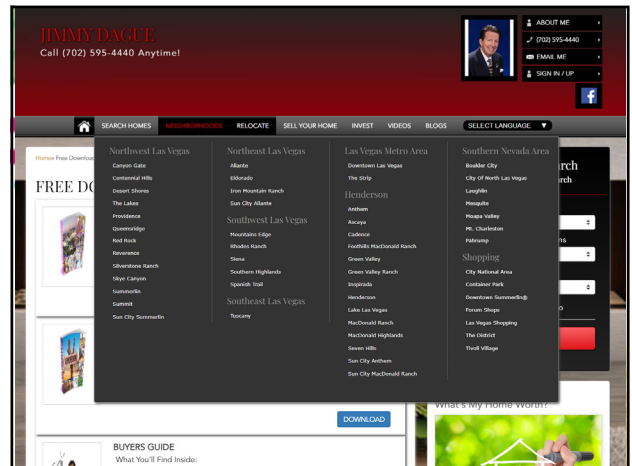 JIMMY DAGUE
Call (702) 595-4440 Anytime!
ABOUT ME
(702) 595-4440
EMAIL ME
SIGN IN / UP
SEARCH HOMES
NEIGHBORHOODS
RELOCATE
SELL YOUR HOME
INVEST
VIDEOS
BLOGS
SELECT LANGUAGE ▼
Home» Free Download
FREE DO
Northwest Las Vegas
Canyon Gate
Centennial Hills
Desert Shores
The Lakes
Providence
Queensridge
Red Rock
Reverence
Silverstone Ranch
Skye Canyon
Summerlin
Summit
Sun City Summerlin
Northeast Las Vegas
Aliante
Eldorado
Iron Mountain Ranch
Sun City Aliante
Southwest Las Vegas
Mountains Edge
Rhodes Ranch
Siena
Southern Highlands
Spanish Trail
Southeast Las Vegas
Tuscany
Las Vegas Metro Area
Downtown Las Vegas
The Strip
Henderson
Anthem
Ascaya
Cadence
Foothills MacDonald Ranch
Green Valley
Green Valley Ranch
Inspirada
Henderson
Lake Las Vegas
MacDonald Ranch
MacDonald Highlands
Seven Hills
Sun City Anthem
Sun City MacDonald Ranch
Southern Nevada Area
Boulder City
City Of North Las Vegas
Laughlin
Mesquite
Moapa Valley
Mt. Charleston
Pahrump
Shopping
City National Area
Container Park
Downtown Summerlin®
Forum Shops
Las Vegas Shopping
The District
Tivoli Village
rch
rch
ns
o
DOWNLOAD
What's My Home Worth?
BUYERS GUIDE
What You'll Find Inside: